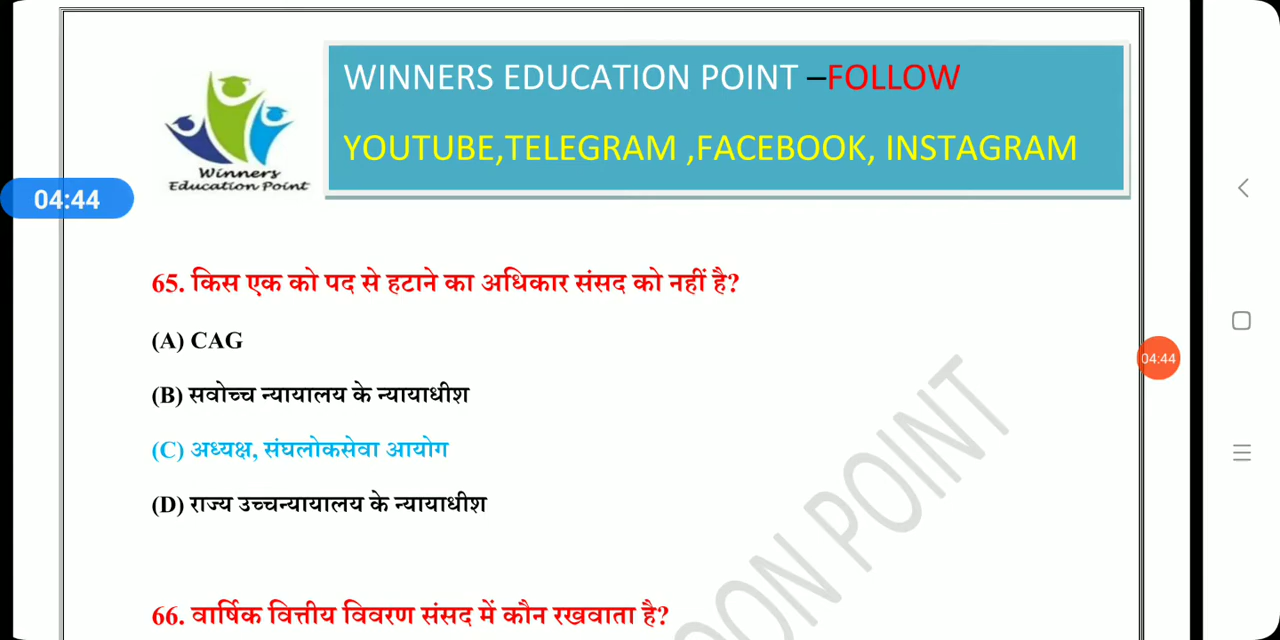 WINNERS EDUCATION POINT –FOLLOW
YOUTUBE,TELEGRAM ,FACEBOOK, INSTAGRAM
Winners
Education Point
04:44
65. किस एक को पद से हटाने का अधिकार संसद को नहीं है?
(A) CAG
04:44
(B) सवोच्च न्यायालय के न्यायाधीश
(C) अध्यक्ष, संघलोकसेवा आयोग
(D) राज्य उच्चन्यायालय के न्यायाधीश
OON POINT
66. वार्षिक वित्तीय विवरण संसद में कौन रखवाता है?